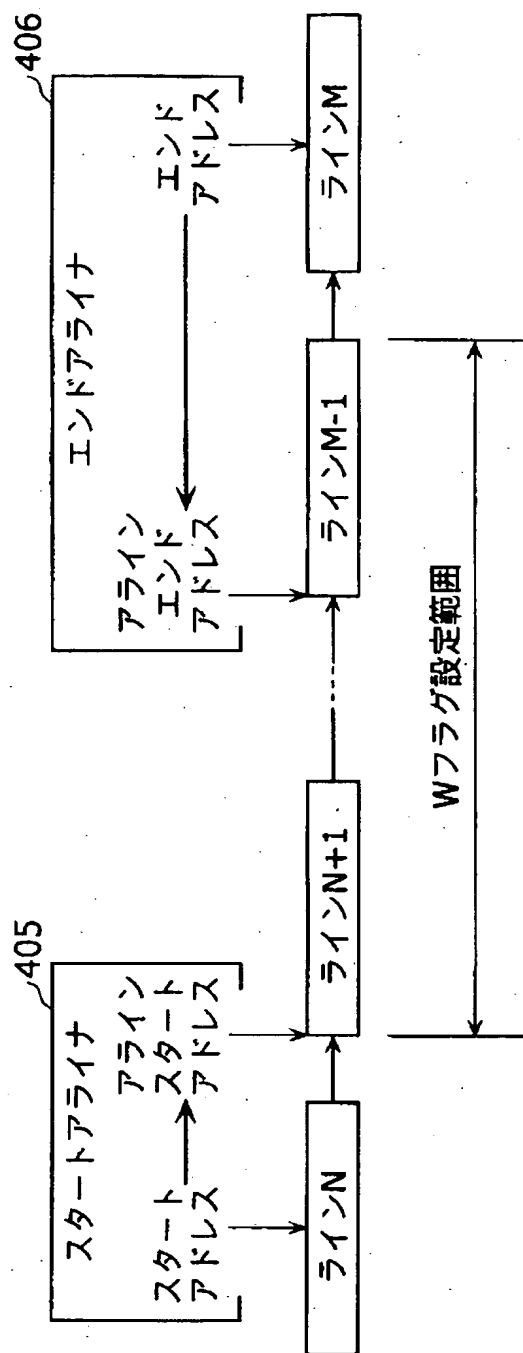 405
スタートアライナ
スタート
アドレス
アライン
スタート
アドレス
406
エンドアライナ
アライン
エンド
アドレス
エンド
アドレス
ラインN
ラインN+1
ラインM-1
ラインM
Wフラグ設定範囲